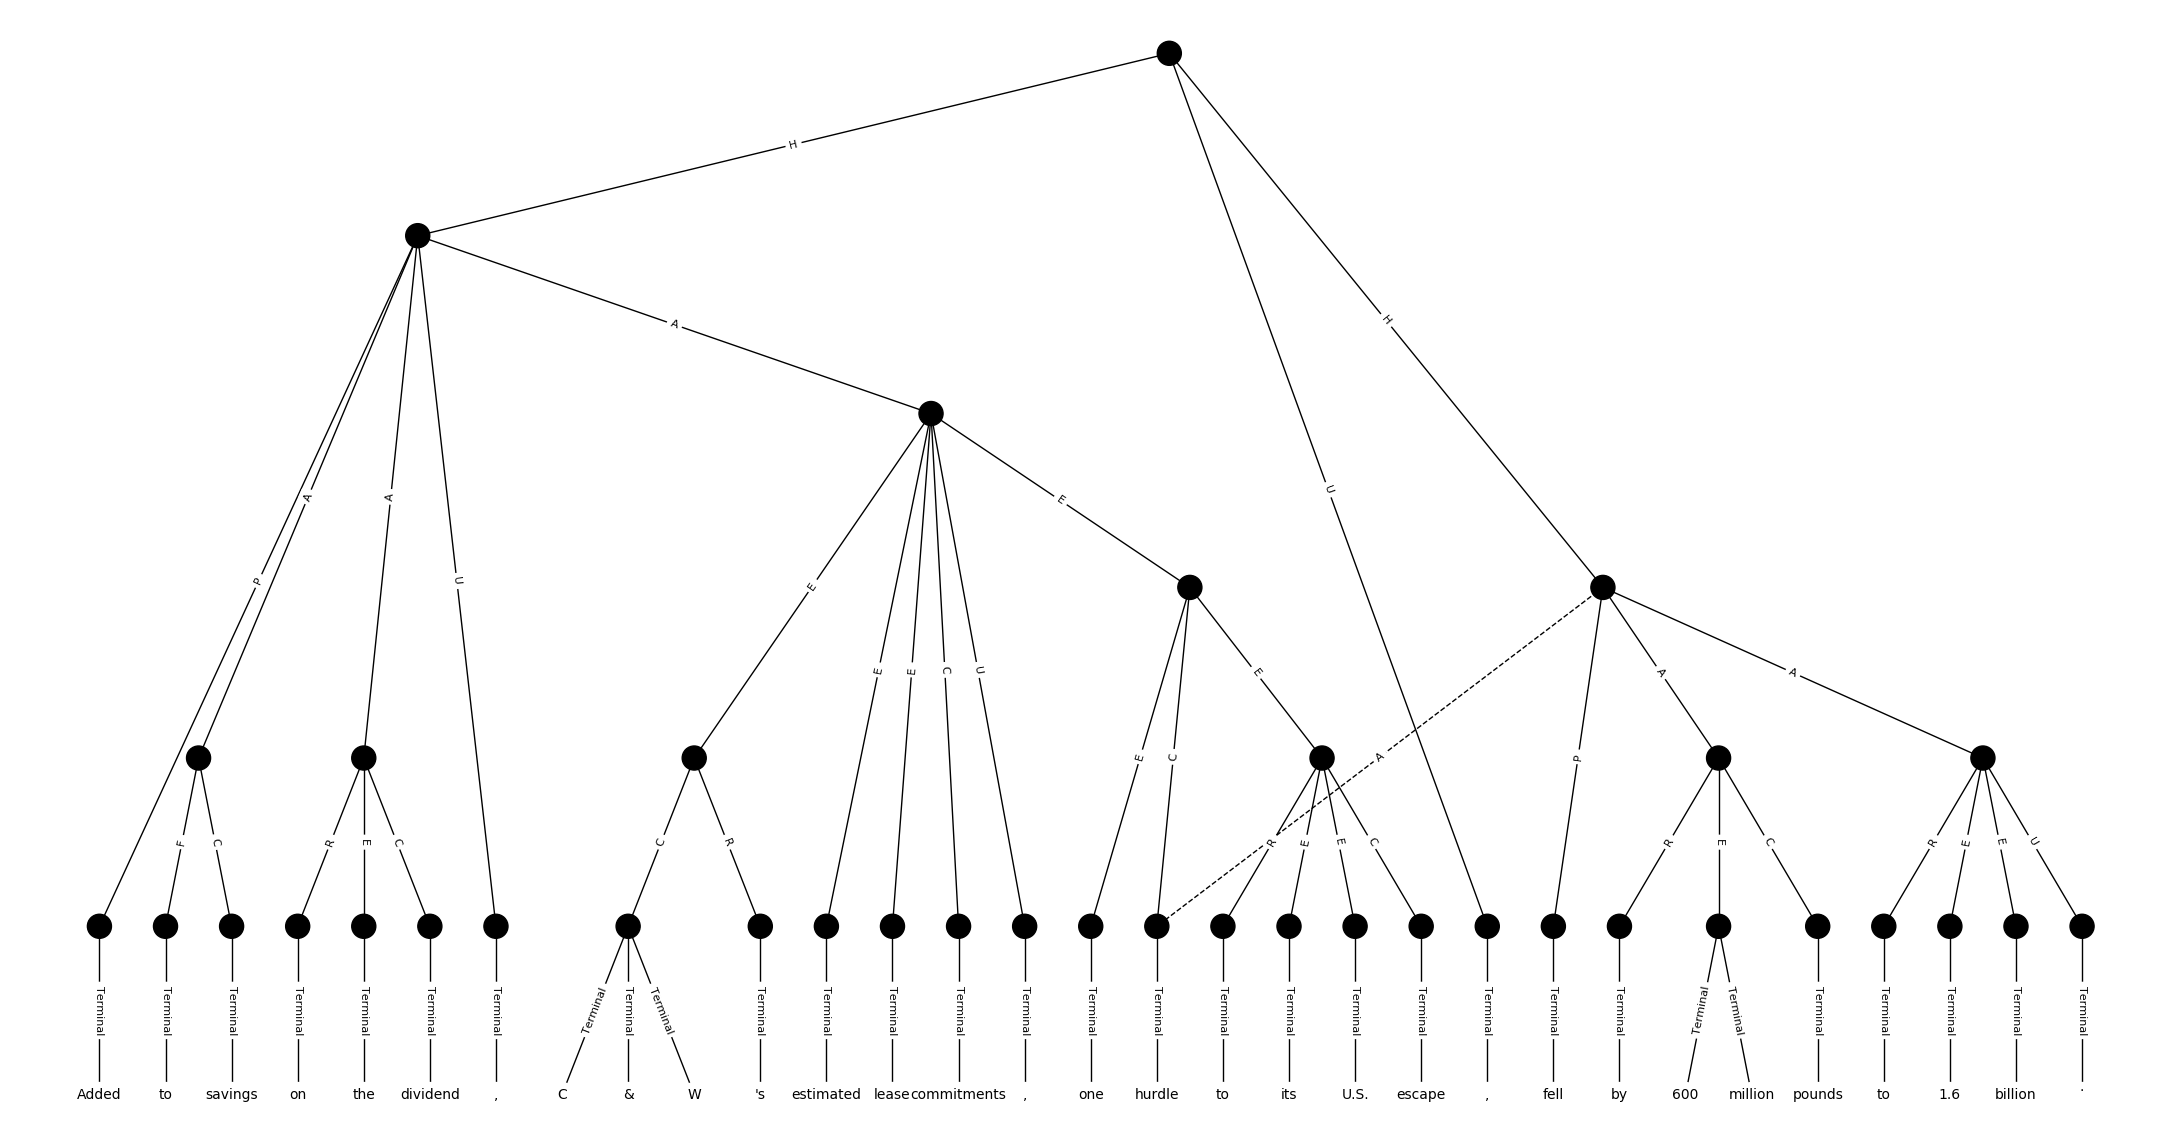 H
A
H
A
A
U
E
P
U
E
E
E
C
U
E
A
A
E
C
A
P
F
C
R
E
C
C
R
R
E
E
C
R
E
C
R
E
E
U
Terminal Terminal Terminal Terminal Terminal Terminal Terminal Terminal Terminal Terminal Terminal Terminal Terminal Terminal Terminal Terminal Terminal Terminal Terminal Terminal Terminal Terminal Terminal Terminal Terminal Terminal Terminal Terminal Terminal Terminal Terminal
Added to savings on the dividend , C & W 's estimated lease commitments , one hurdle to its U.S. escape , fell by 600 million pounds to 1.6 billion .